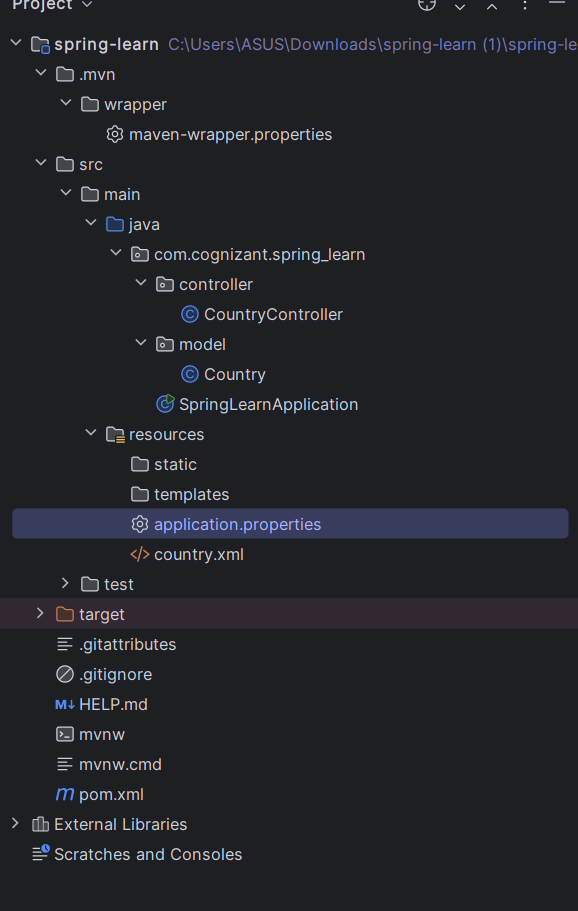 Project
spring-learn C:\Users\ASUS\Downloads\spring-learn (1)\spring-le
.mvn
wrapper
maven-wrapper.properties
src
main
java
com.cognizant.spring_learn
controller
C CountryController
model
C Country
C SpringLearnApplication
resources
static
templates
application.properties
</> country.xml
test
target
.gitattributes
.gitignore
M↓ HELP.md
mvnw
mvnw.cmd
m pom.xml
External Libraries
Scratches and Consoles